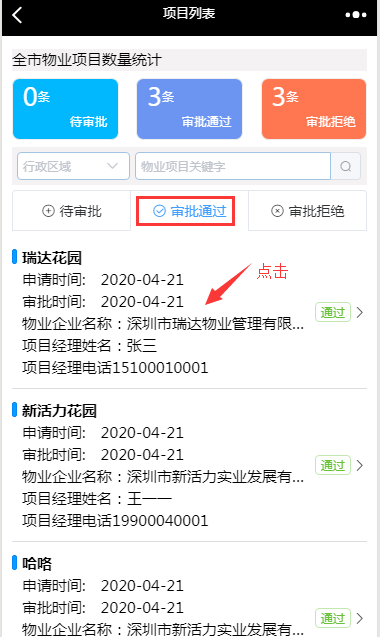 项目列表
全市物业项目数量统计
0条
待审批
3条
审批通过
3条
审批拒绝
行政区域
物业项目关键字
待审批
审批通过
审批拒绝
瑞达花园
申请时间: 2020-04-21
审批时间: 2020-04-21
物业企业名称：深圳市瑞达物业管理有限...
项目经理姓名：张三
项目经理电话15100010001
通过
点击
新活力花园
申请时间: 2020-04-21
审批时间: 2020-04-21
物业企业名称：深圳市新活力实业发展有...
项目经理姓名：王一一
项目经理电话19900040001
通过
哈咯
申请时间: 2020-04-21
审批时间: 2020-04-21
物业企业名称：深圳市新活力实业发展有...
通过